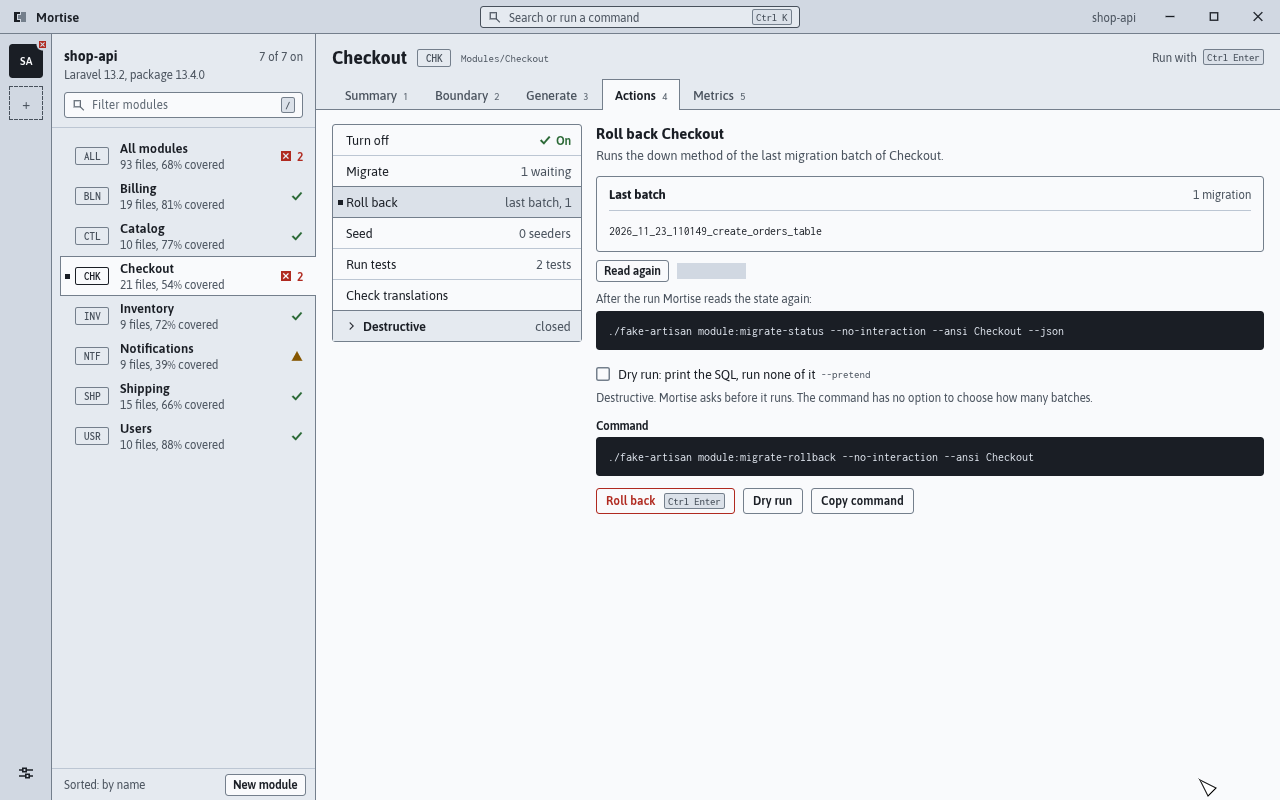 Mortise
Search or run a command
Ctrl K
shop-api
SA
+
shop-api
7 of 7 on
Laravel 13.2, package 13.4.0
Filter modules
/
ALL
All modules
93 files, 68% covered
2
BLN
Billing
19 files, 81% covered
CTL
Catalog
10 files, 77% covered
CHK
Checkout
21 files, 54% covered
2
INV
Inventory
9 files, 72% covered
NTF
Notifications
9 files, 39% covered
SHP
Shipping
15 files, 66% covered
USR
Users
10 files, 88% covered
Sorted: by name
New module
Checkout
CHK
Modules/Checkout
Run with
Ctrl Enter
Summary 1
Boundary 2
Generate 3
Actions 4
Metrics 5
Turn off
On
Migrate
1 waiting
Roll back
last batch, 1
Seed
0 seeders
Run tests
2 tests
Check translations
Destructive
closed
Roll back Checkout
Runs the down method of the last migration batch of Checkout.
Last batch
1 migration
2026_11_23_110149_create_orders_table
Read again
After the run Mortise reads the state again:
./fake-artisan module:migrate-status --no-interaction --ansi Checkout --json
Dry run: print the SQL, run none of it --pretend
Destructive. Mortise asks before it runs. The command has no option to choose how many batches.
Command
./fake-artisan module:migrate-rollback --no-interaction --ansi Checkout
Roll back
Ctrl Enter
Dry run
Copy command